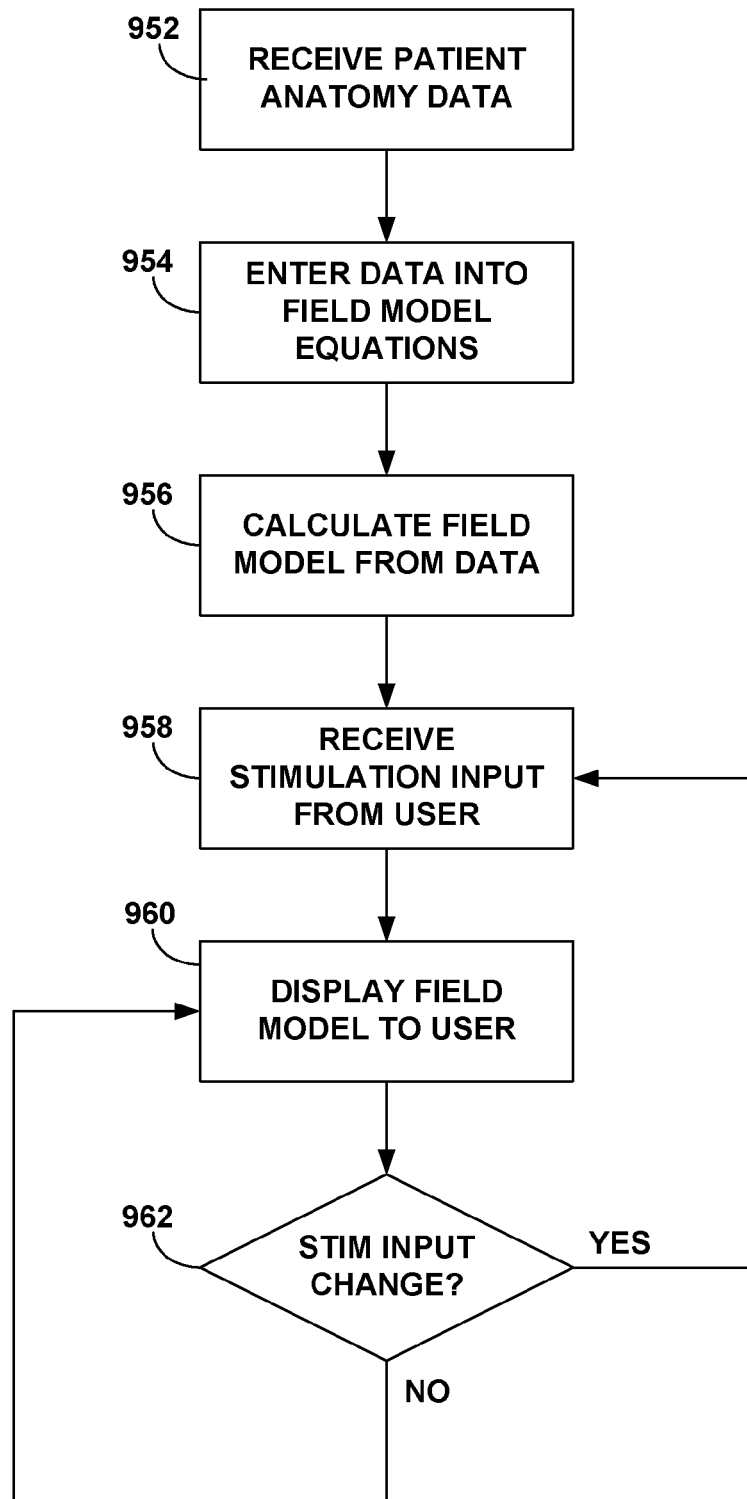 952
RECEIVE PATIENT
ANATOMY DATA
954
ENTER DATA INTO
FIELD MODEL
EQUATIONS
956
CALCULATE FIELD
MODEL FROM DATA
958
RECEIVE
STIMULATION INPUT
FROM USER
960
DISPLAY FIELD
MODEL TO USER
962
STIM INPUT
CHANGE?
YES
NO